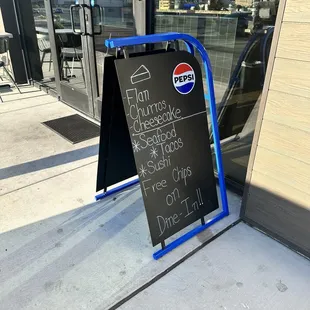 PEPSI
Flan
Churros
Cheesecake
*Seafood
*Tacos
*Sushi
Free Chips
on
Dine-In!!